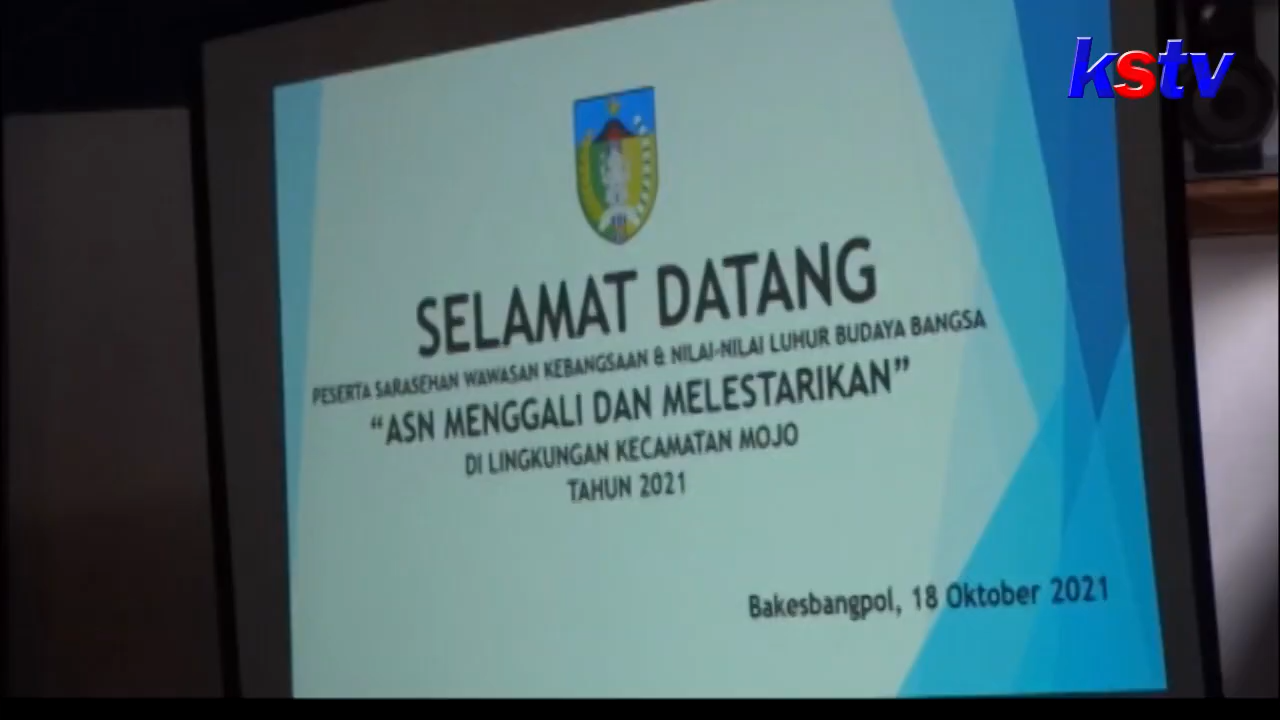 kstv
SELAMAT DATANG
PESERTA SARASEHAN WAWASAN KEBANGSAAN & NILAI-NILAI LUHUR BUDAYA BANGSA
“ASN MENGGALI DAN MELESTARIKAN”
DI LINGKUNGAN KECAMATAN MOJO
TAHUN 2021
Bakesbangpol, 18 Oktober 2021